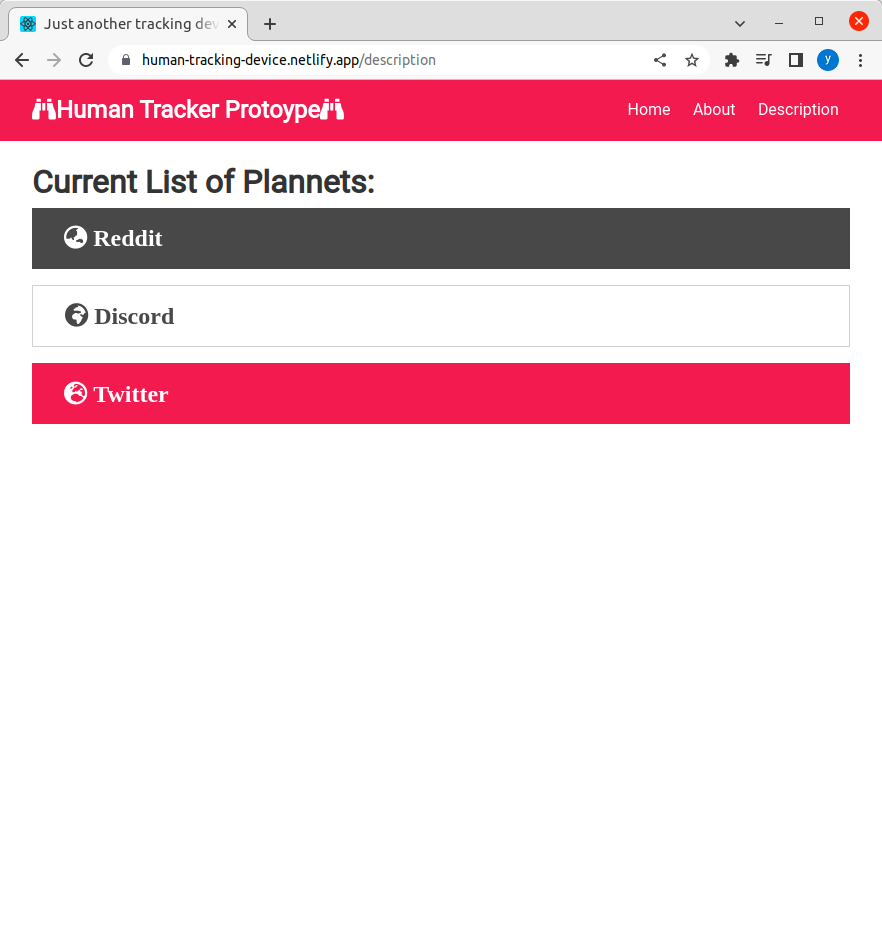 Just another tracking dev
human-tracking-device.netlify.app/description
y
Human Tracker Protoype
Home About Description
Current List of Plannets:
Reddit
Discord
Twitter